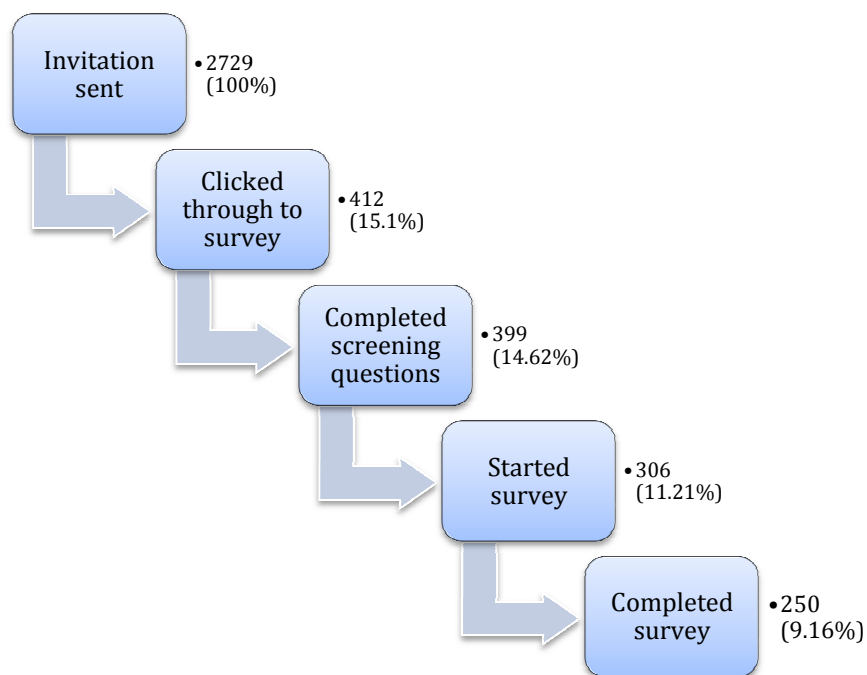 Invitation
sent
• 2729
(100%)
Clicked
through to
survey
• 412
(15.1%)
Completed
screening
questions
• 399
(14.62%)
Started
survey
• 306
(11.21%)
Completed
survey
• 250
(9.16%)